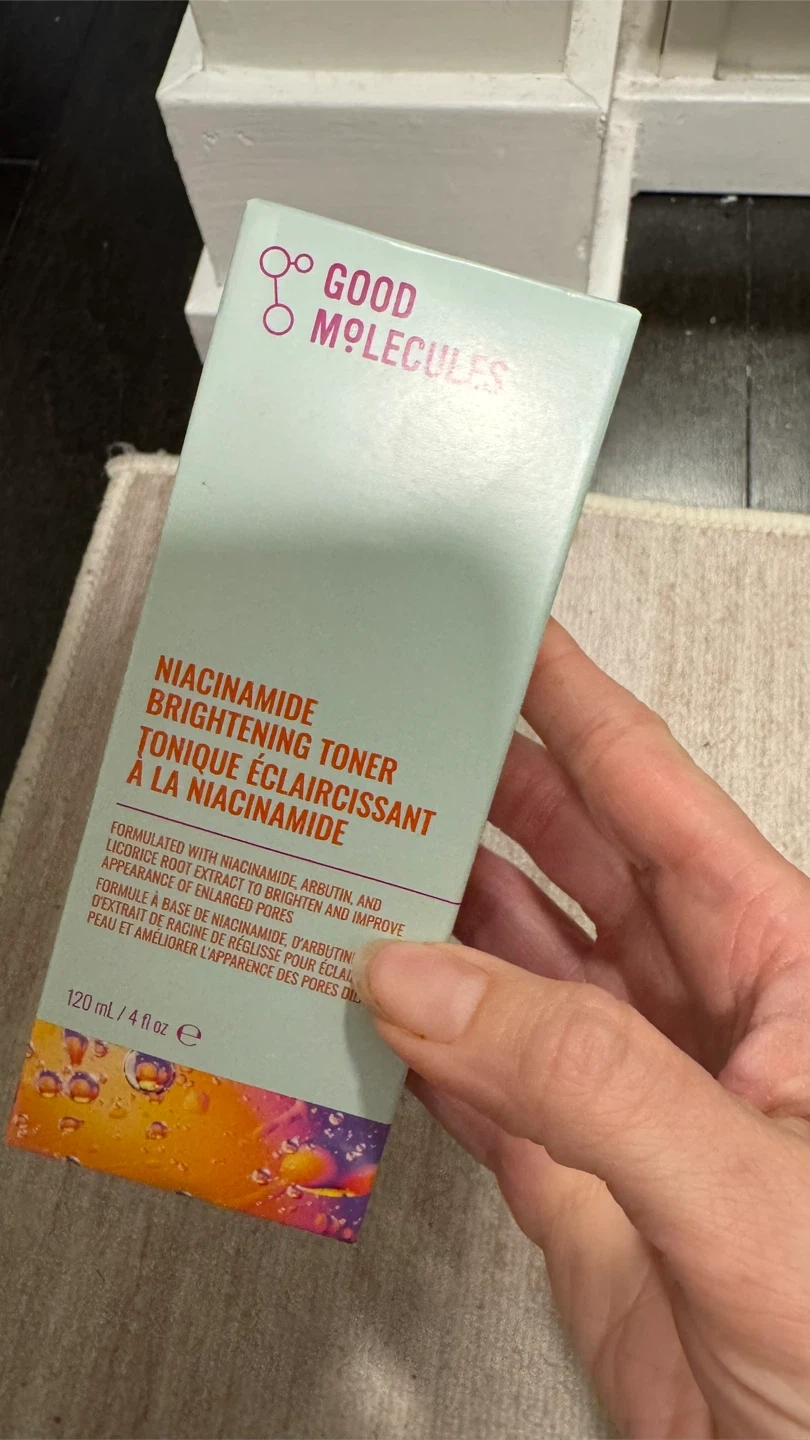 GOOD
MOLECULES
NIACINAMIDE
BRIGHTENING TONER
TONIQUE ÉCLAIRCISSANT
À LA NIACINAMIDE
FORMULATED WITH NIACINAMIDE, ARBUTIN, AND
LICORICE ROOT EXTRACT TO BRIGHTEN AND IMPROVE
APPEARANCE OF ENLARGED PORES
FORMULE À BASE DE NIACINAMIDE, D'ARBUTINE
D'EXTRAIT DE RACINE DE RÉGLISSE POUR
PEAU ET AMÉLIORER L'APPARENCE DES PORES
120 mL / 4 fl oz ℮